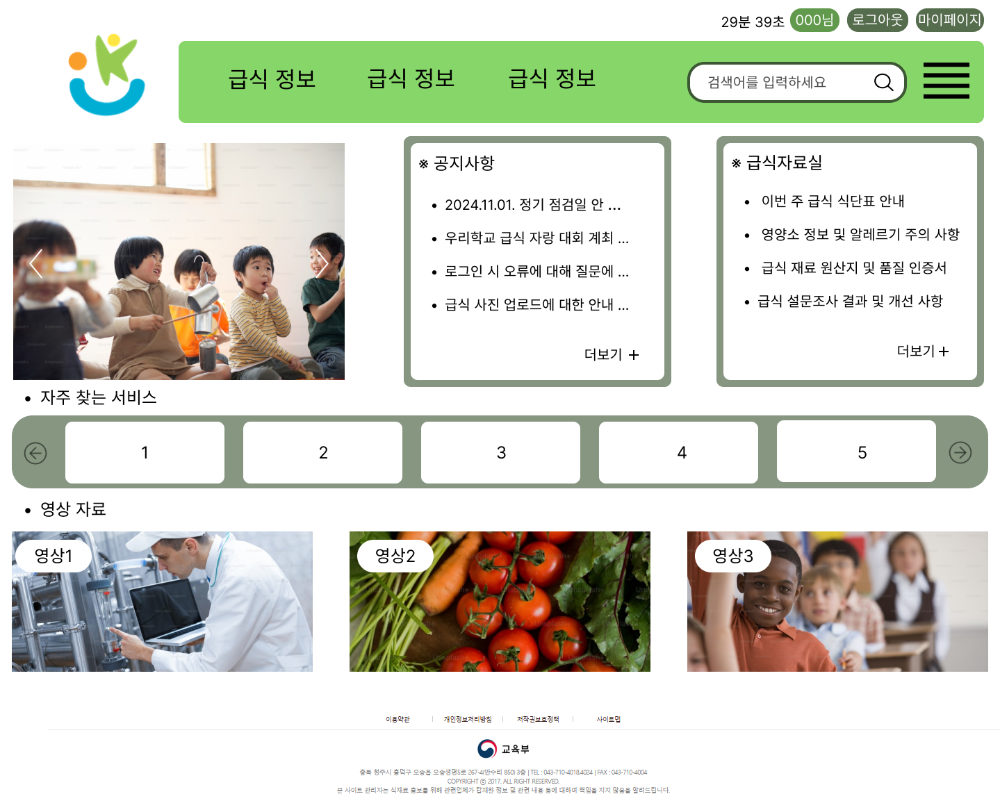 29분 39초 000님 로그아웃 마이페이지
급식 정보 급식 정보 급식 정보 검색어를 입력하세요
※ 공지사항
• 2024.11.01. 정기 점검일 안 ...
• 우리학교 급식 자랑 대회 계최 ...
• 로그인 시 오류에 대해 질문에 ...
• 급식 사진 업로드에 대한 안내 ...
더보기 +
※ 급식자료실
• 이번 주 급식 식단표 안내
• 영양소 정보 및 알레르기 주의 사항
• 급식 재료 원산지 및 품질 인증서
• 급식 설문조사 결과 및 개선 사항
더보기 +
• 자주 찾는 서비스
1 2 3 4 5
• 영상 자료
영상1 영상2 영상3
이용약관 | 개인정보처리방침 | 저작권보호정책 | 사이트맵
교육부
충북 청주시 흥덕구 오송읍 오송생명5로 267-4(만수리 850) 3층 | TEL : 043-710-4018,4024 | FAX : 043-710-4004
COPYRIGHT ⓒ 2017. ALL RIGHT RESERVED.
본 사이트 관리자는 식재료 홍보를 위해 관련업체가 탑재한 정보 및 관련 내용 등에 대하여 책임을 지지 않음을 알려드립니다.